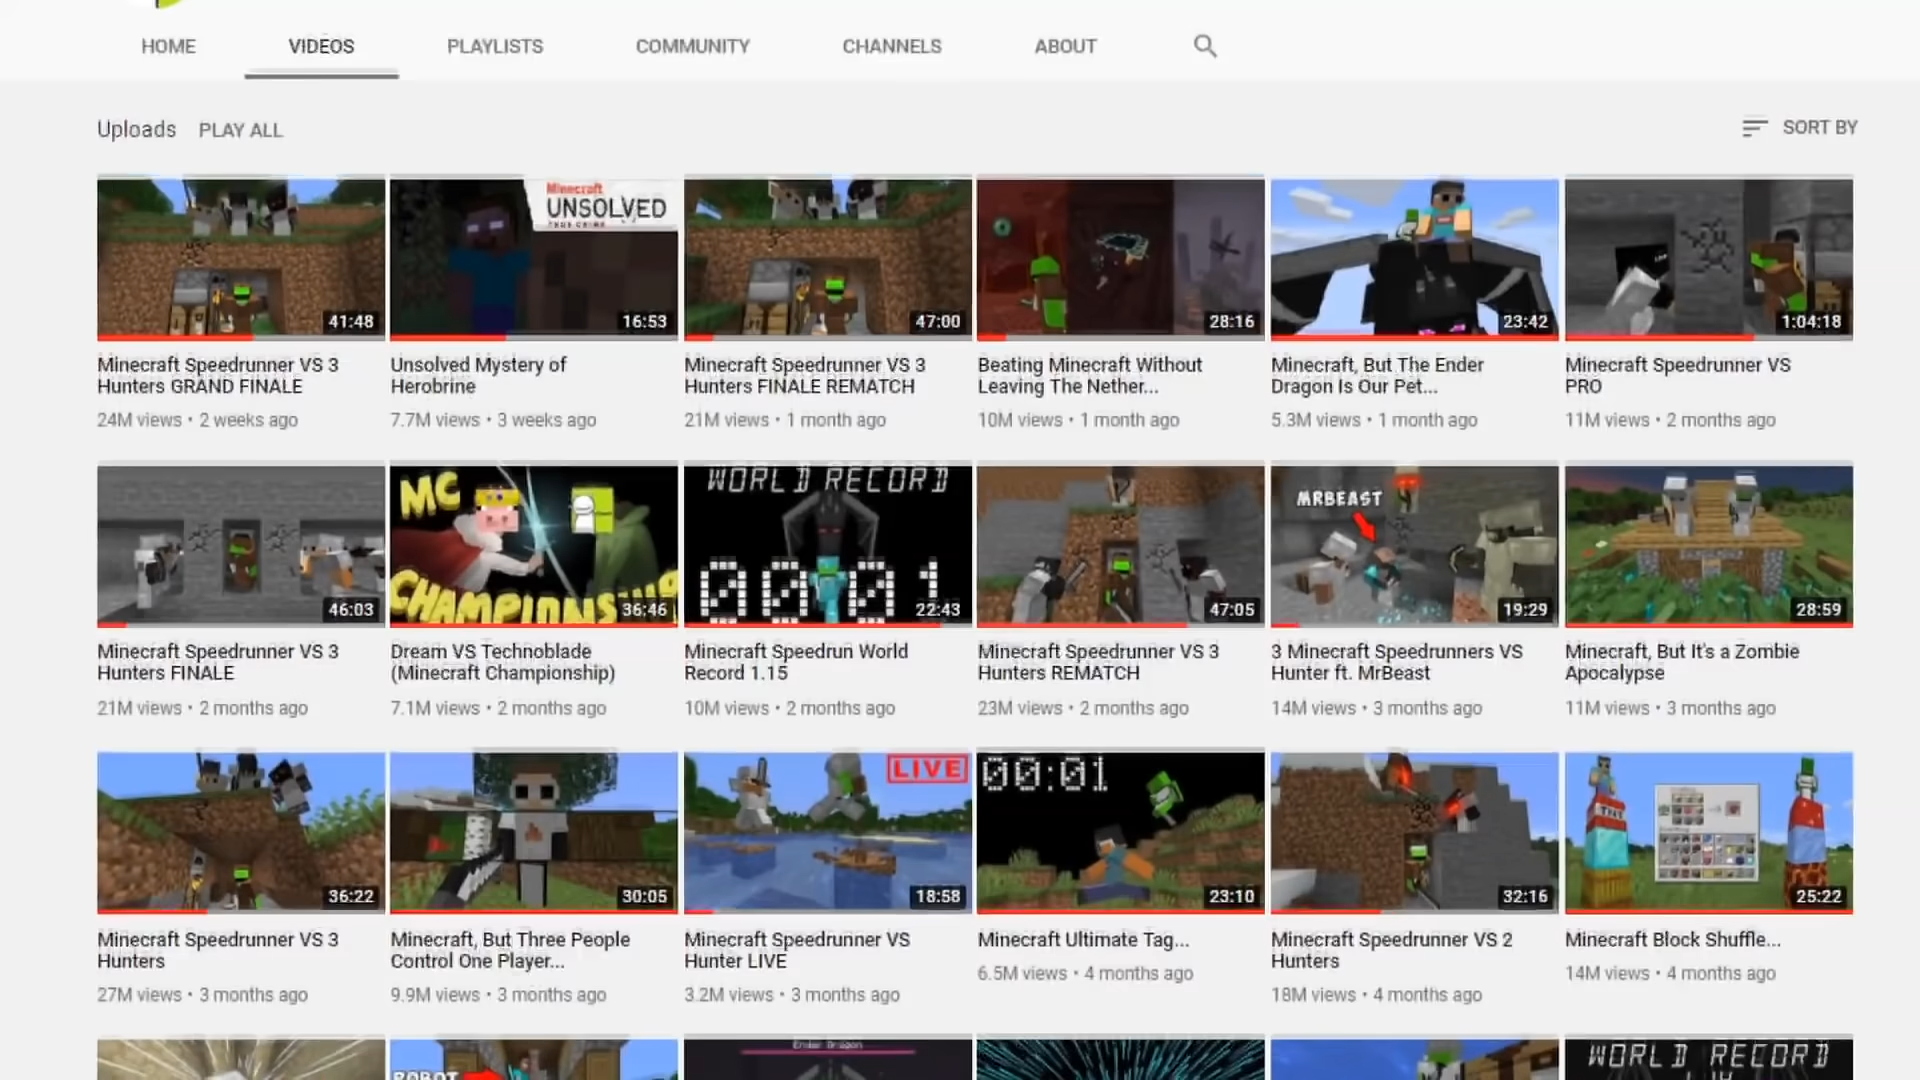 HOME VIDEOS PLAYLISTS COMMUNITY CHANNELS ABOUT
Uploads PLAY ALL SORT BY
41:48
Minecraft
UNSOLVED
TRUE CRIME
16:53
47:00
28:16
23:42
1:04:18
Minecraft Speedrunner VS 3
Hunters GRAND FINALE
24M views • 2 weeks ago
Unsolved Mystery of
Herobrine
7.7M views • 3 weeks ago
Minecraft Speedrunner VS 3
Hunters FINALE REMATCH
21M views • 1 month ago
Beating Minecraft Without
Leaving The Nether...
10M views • 1 month ago
Minecraft, But The Ender
Dragon Is Our Pet...
5.3M views • 1 month ago
Minecraft Speedrunner VS
PRO
11M views • 2 months ago
46:03
MC
CHAMPIONSHIP
36:46
WORLD RECORD
00:01
22:43
47:05
MRBEAST
19:29
28:59
Minecraft Speedrunner VS 3
Hunters FINALE
21M views • 2 months ago
Dream VS Technoblade
(Minecraft Championship)
7.1M views • 2 months ago
Minecraft Speedrun World
Record 1.15
10M views • 2 months ago
Minecraft Speedrunner VS 3
Hunters REMATCH
23M views • 2 months ago
3 Minecraft Speedrunners VS
Hunter ft. MrBeast
14M views • 3 months ago
Minecraft, But It's a Zombie
Apocalypse
11M views • 3 months ago
36:22
30:05
LIVE
18:58
00:01
23:10
32:16
TNT
25:22
Minecraft Speedrunner VS 3
Hunters
27M views • 3 months ago
Minecraft, But Three People
Control One Player...
9.9M views • 3 months ago
Minecraft Speedrunner VS
Hunter LIVE
3.2M views • 3 months ago
Minecraft Ultimate Tag...
6.5M views • 4 months ago
Minecraft Speedrunner VS 2
Hunters
18M views • 4 months ago
Minecraft Block Shuffle...
14M views • 4 months ago
ROBOT
Ender Dragon
WORLD RECORD